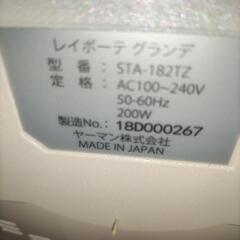 レイボーテ グランデ
型 番 : STA-182TZ
定 格 : AC100~240V
50-60Hz
200W
製造No.: 18D000267
ヤーマン株式会社
MADE IN JAPAN